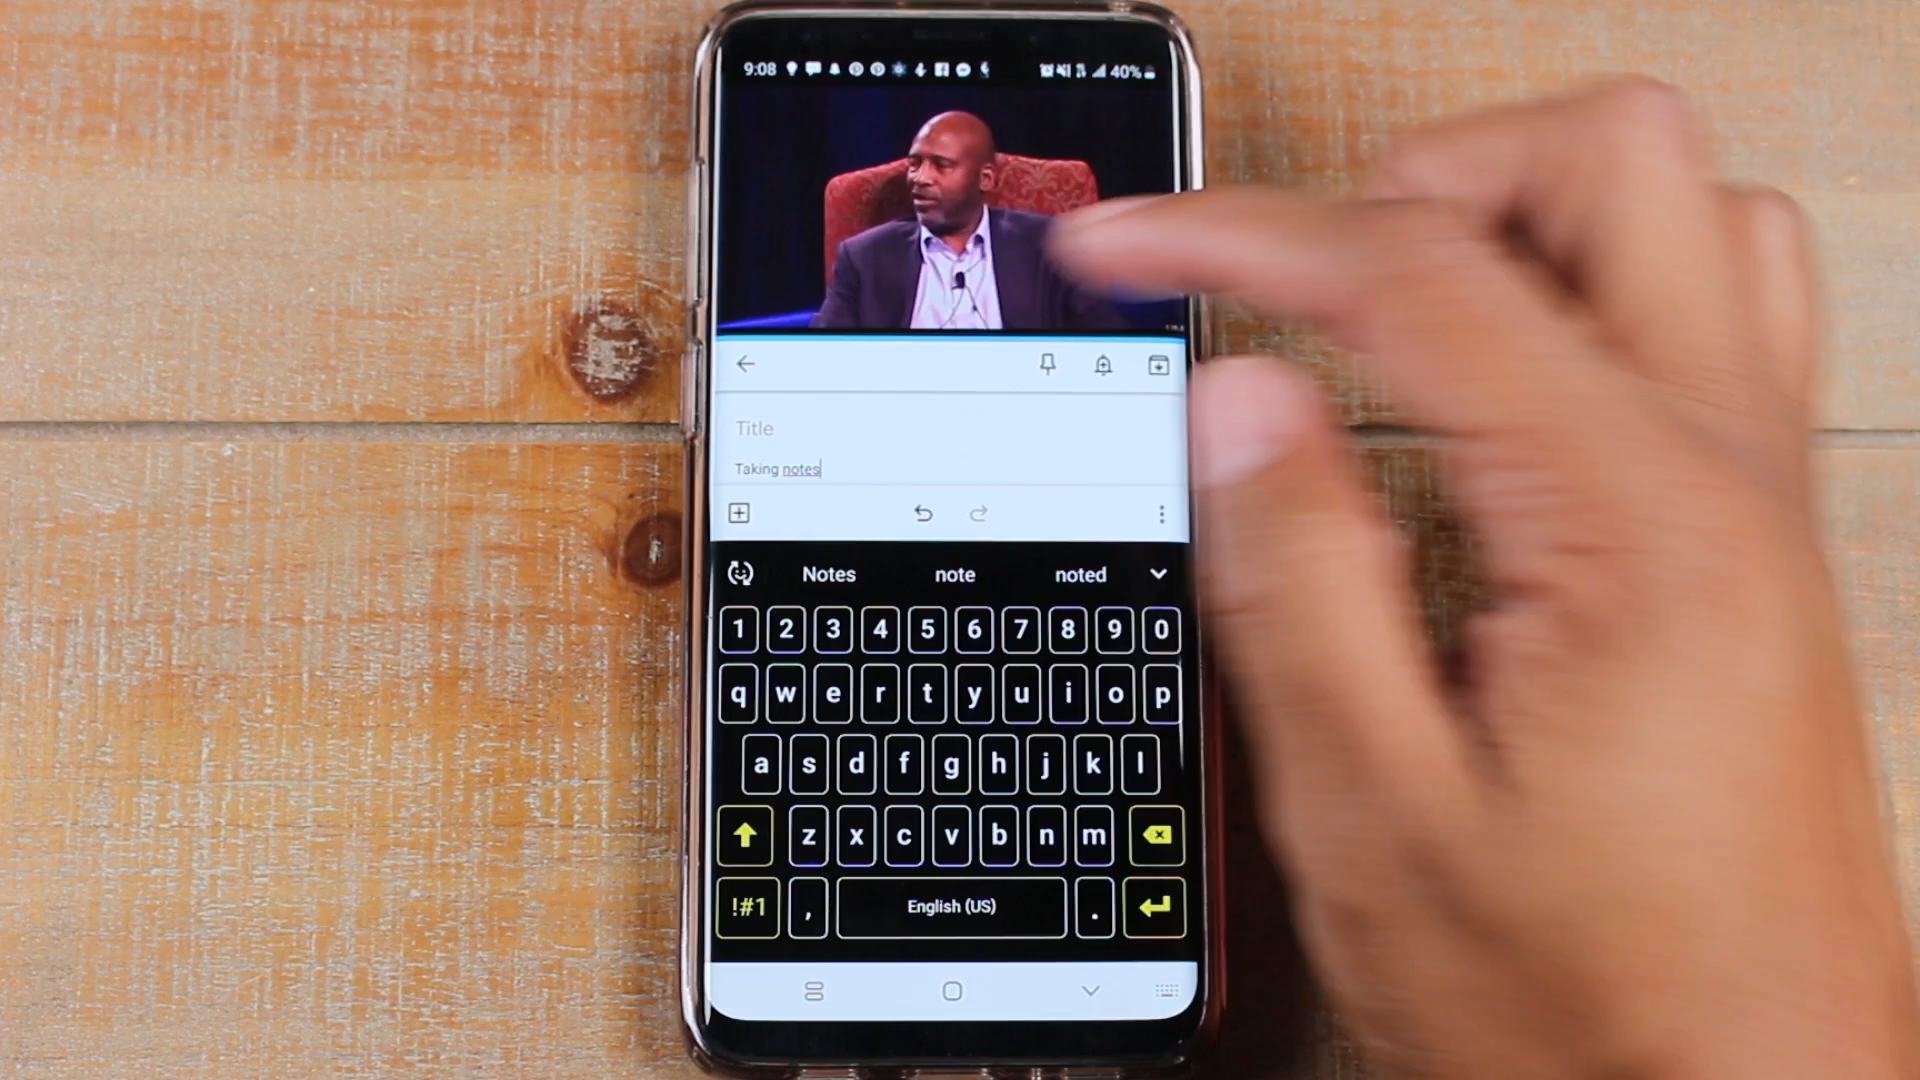 9:08 40%
Title
Taking notes
Notes note noted
1 2 3 4 5 6 7 8 9 0
q w e r t y u i o p
a s d f g h j k l
z x c v b n m
!#1 , English (US) .